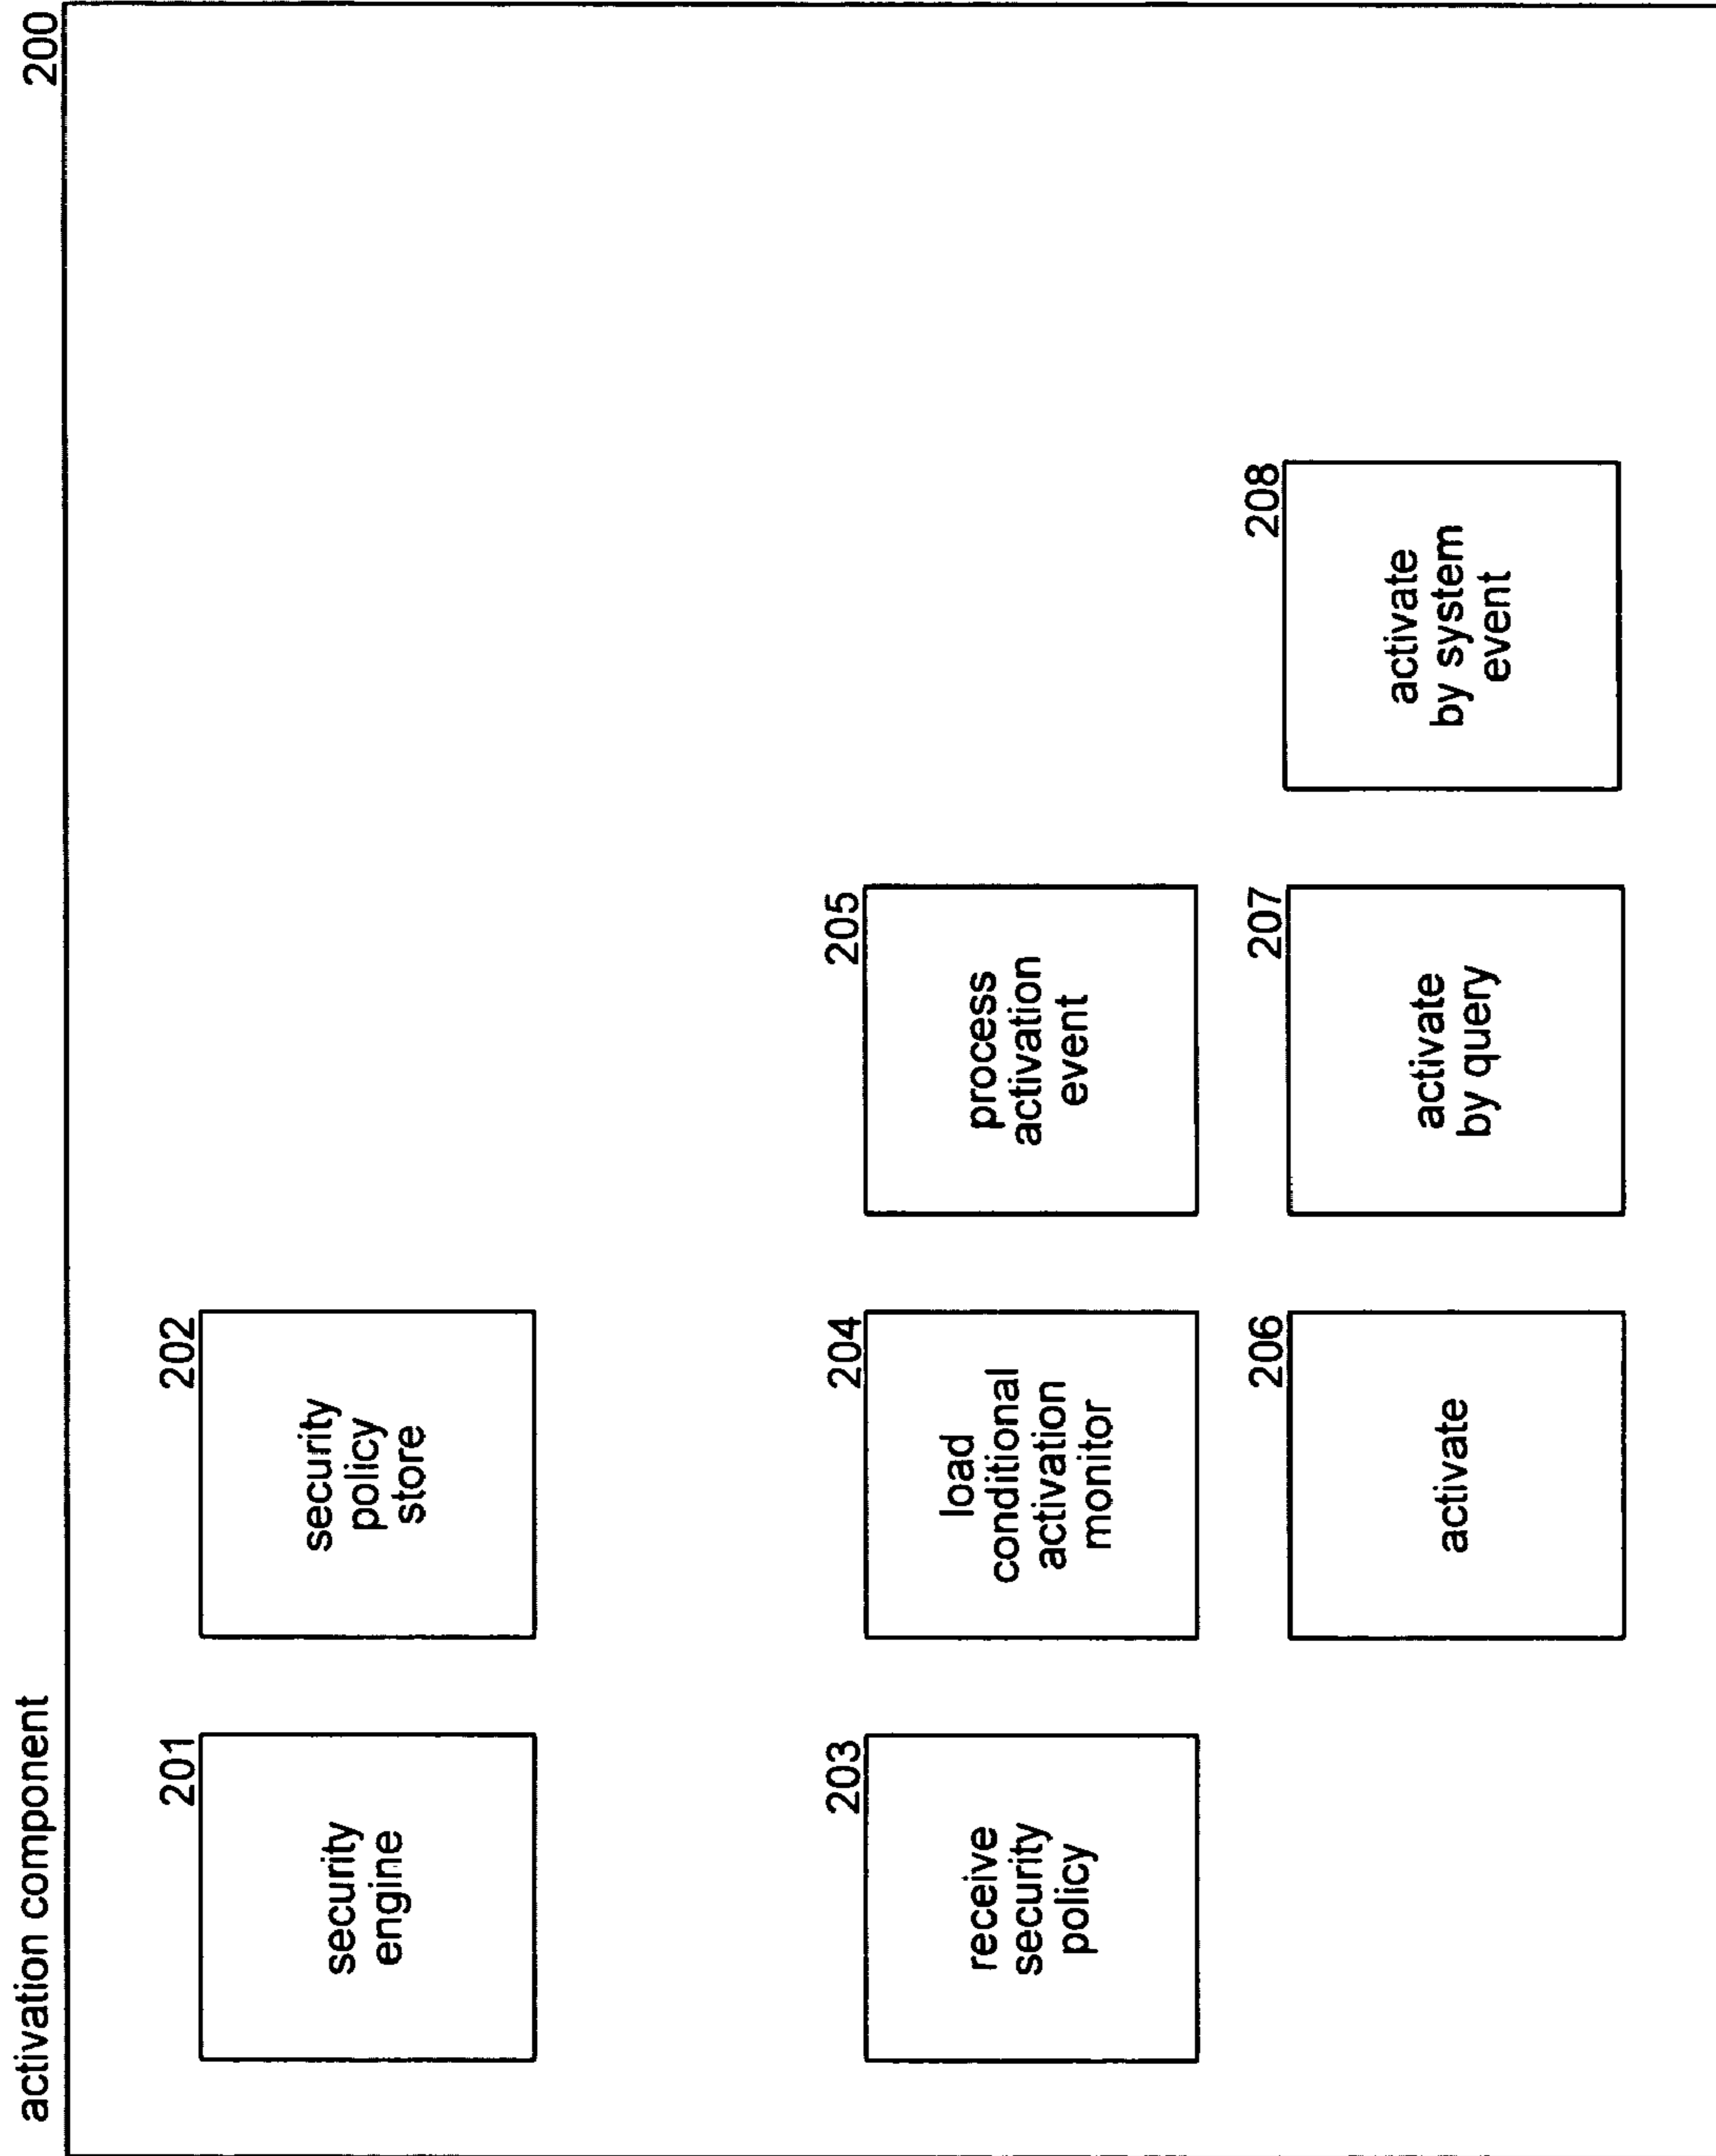 activation component
200
201
security
engine
202
security
policy
store
203
receive
security
policy
204
load
conditional
activation
monitor
205
process
activation
event
206
activate
207
activate
by query
208
activate
by system
event